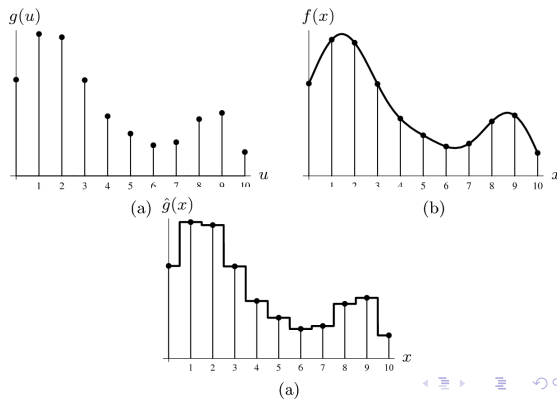 g(u)
1 2 3 4 5 6 7 8 9 10 u
(a)
f(x)
1 2 3 4 5 6 7 8 9 10 x
(b)
ĝ(x)
1 2 3 4 5 6 7 8 9 10 x
(a)